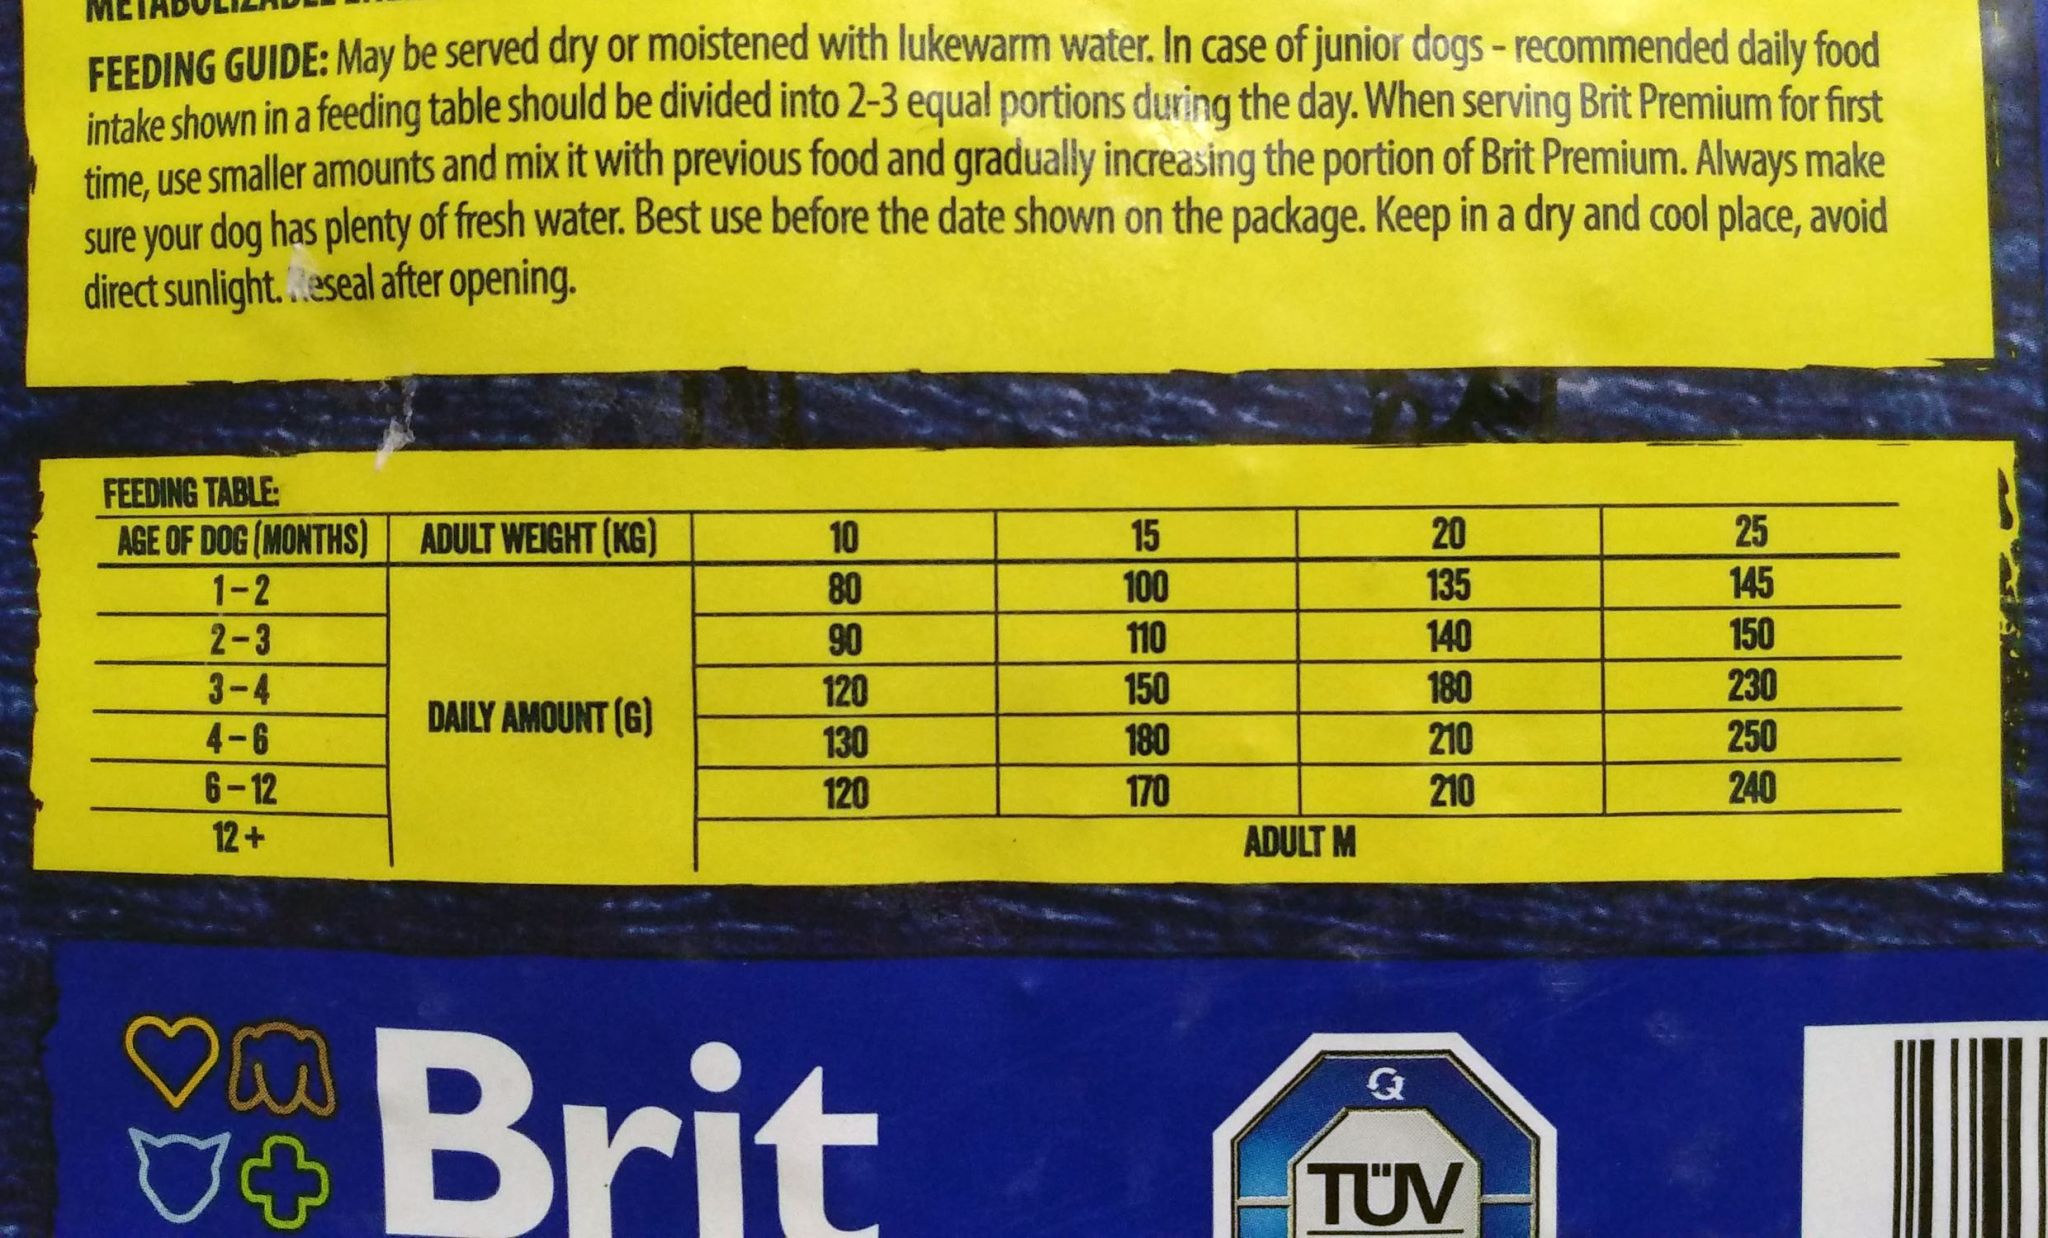 FEEDING GUIDE: May be served dry or moistened with lukewarm water. In case of junior dogs - recommended daily food
intake shown in a feeding table should be divided into 2-3 equal portions during the day. When serving Brit Premium for first
time, use smaller amounts and mix it with previous food and gradually increasing the portion of Brit Premium. Always make
sure your dog has plenty of fresh water. Best use before the date shown on the package. Keep in a dry and cool place, avoid
direct sunlight. Reseal after opening.
FEEDING TABLE:
AGE OF DOG (MONTHS) ADULT WEIGHT (KG) 10 15 20 25
1-2 80 100 135 145
2-3 90 110 140 150
3-4 120 150 180 230
DAILY AMOUNT (G)
4-6 130 180 210 250
6-12 120 170 210 240
12+ ADULT M
Brit
TÜV